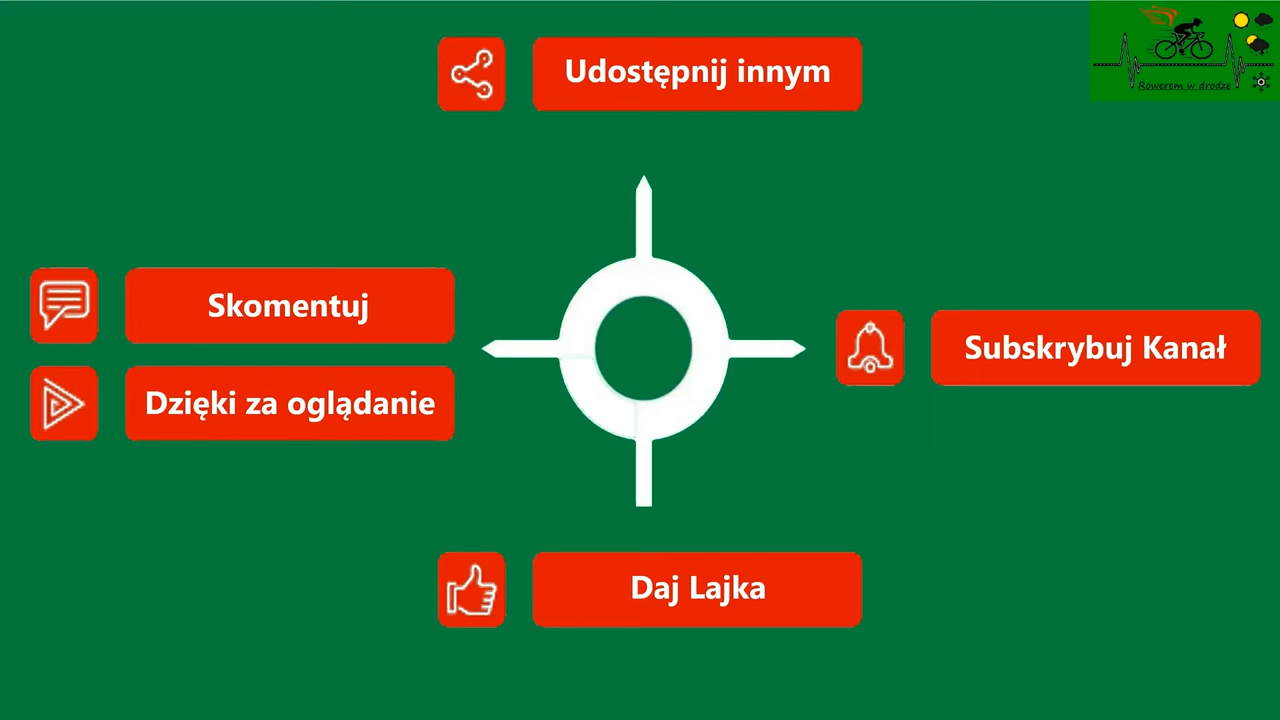 Udostępnij innym
Rowerem w drodze
Skomentuj
Dzięki za oglądanie
Subskrybuj Kanał
Daj Lajka